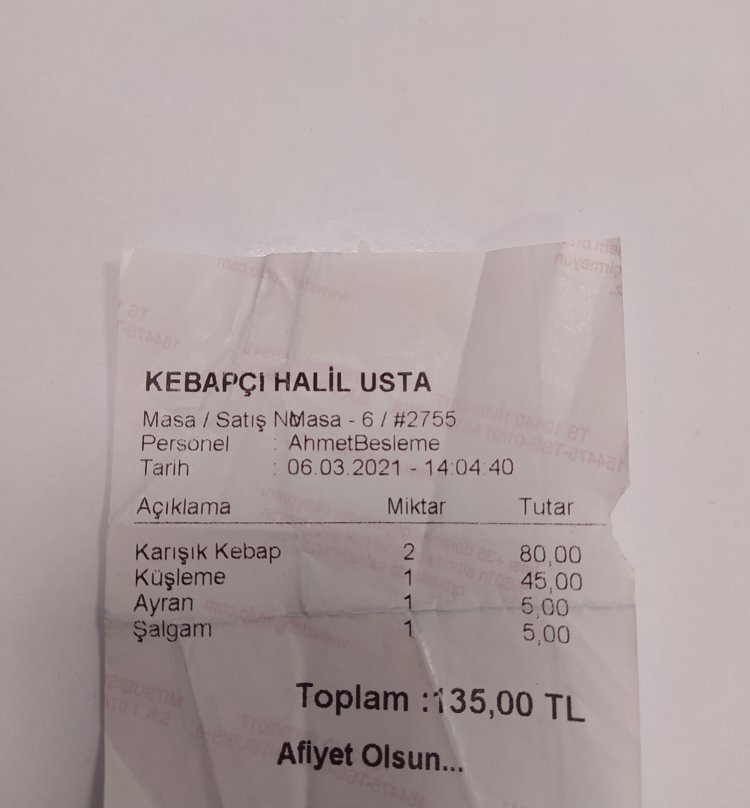 KEBAPÇI HALİL USTA
Masa / Satış No Masa - 6 / #2755
Personel : AhmetBesleme
Tarih : 06.03.2021 - 14:04:40
Açıklama Miktar Tutar
Karışık Kebap 2 80,00
Küşleme 1 45,00
Ayran 1 5,00
Şalgam 1 5,00
Toplam :135,00 TL
Afiyet Olsun...